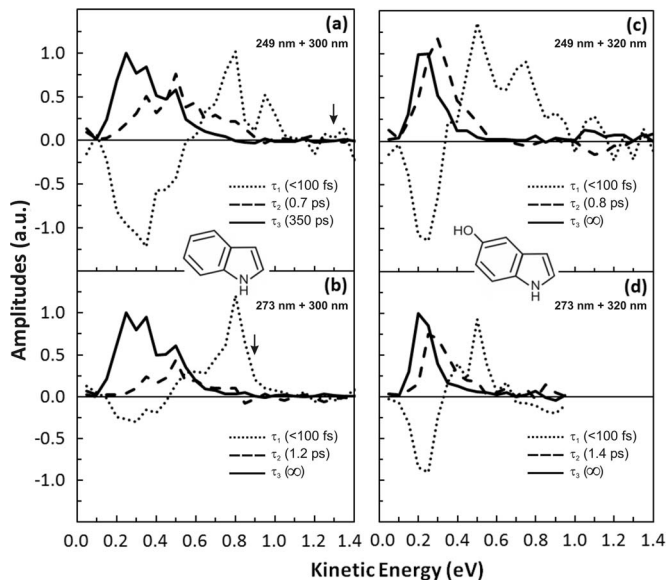 (a)
249 nm + 300 nm
τ₁ (<100 fs)
τ₂ (0.7 ps)
τ₃ (350 ps)
N
H
(c)
249 nm + 320 nm
τ₁ (<100 fs)
τ₂ (0.8 ps)
τ₃ (∞)
HO
N
H
(b)
273 nm + 300 nm
τ₁ (<100 fs)
τ₂ (1.2 ps)
τ₃ (∞)
(d)
273 nm + 320 nm
τ₁ (<100 fs)
τ₂ (1.4 ps)
τ₃ (∞)
Amplitudes (a.u.)
1.0
0.5
0.0
-0.5
-1.0
1.0
0.5
0.0
-0.5
-1.0
0.0 0.2 0.4 0.6 0.8 1.0 1.2 1.4
0.0 0.2 0.4 0.6 0.8 1.0 1.2 1.4
Kinetic Energy (eV)